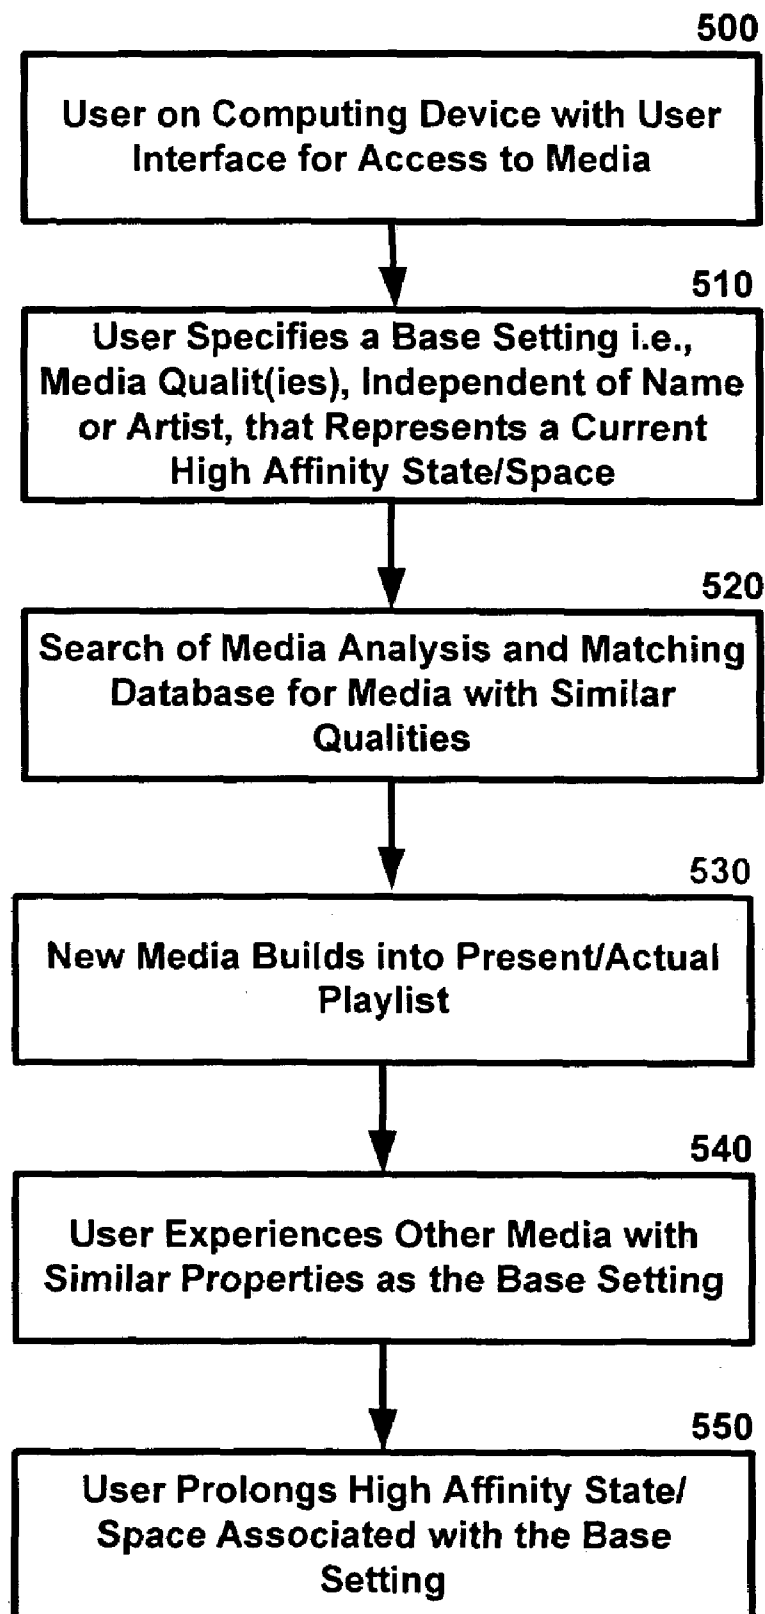 500
User on Computing Device with User
Interface for Access to Media
510
User Specifies a Base Setting i.e.,
Media Qualit(ies), Independent of Name
or Artist, that Represents a Current
High Affinity State/Space
520
Search of Media Analysis and Matching
Database for Media with Similar
Qualities
530
New Media Builds into Present/Actual
Playlist
540
User Experiences Other Media with
Similar Properties as the Base Setting
550
User Prolongs High Affinity State/
Space Associated with the Base
Setting